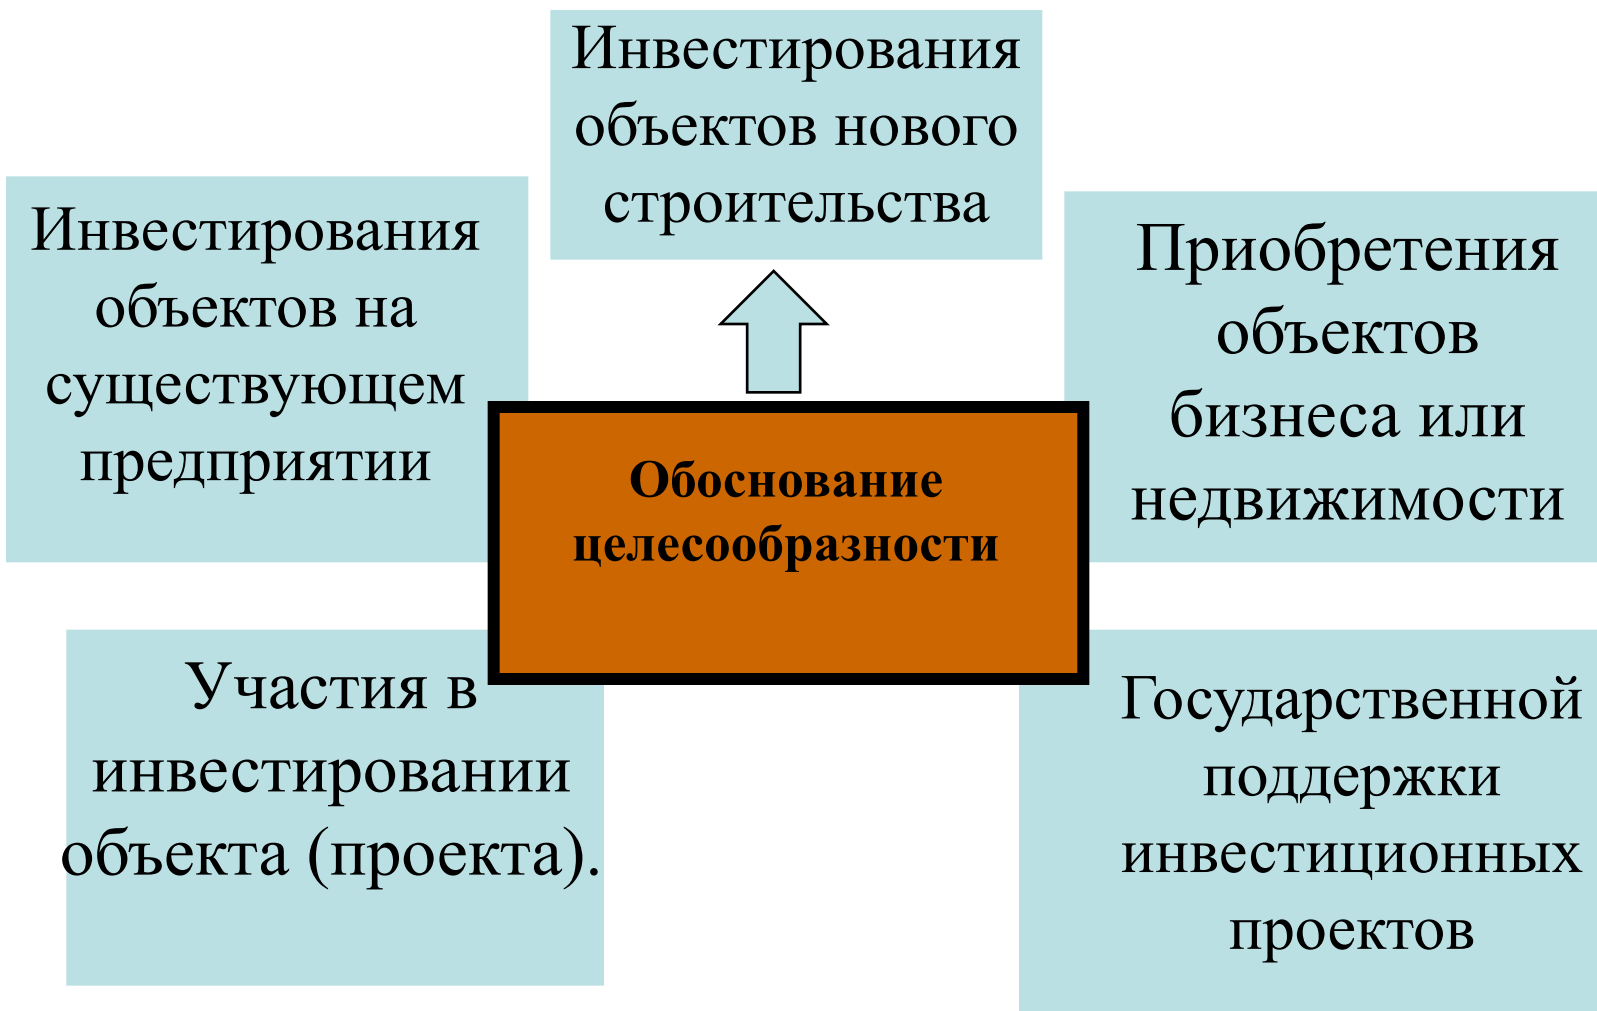 Инвестирования
объектов нового
строительства
Инвестирования
объектов на
существующем
предприятии
Приобретения
объектов
бизнеса или
недвижимости
Обоснование
целесообразности
Участия в
инвестировании
объекта (проекта).
Государственной
поддержки
инвестиционных
проектов